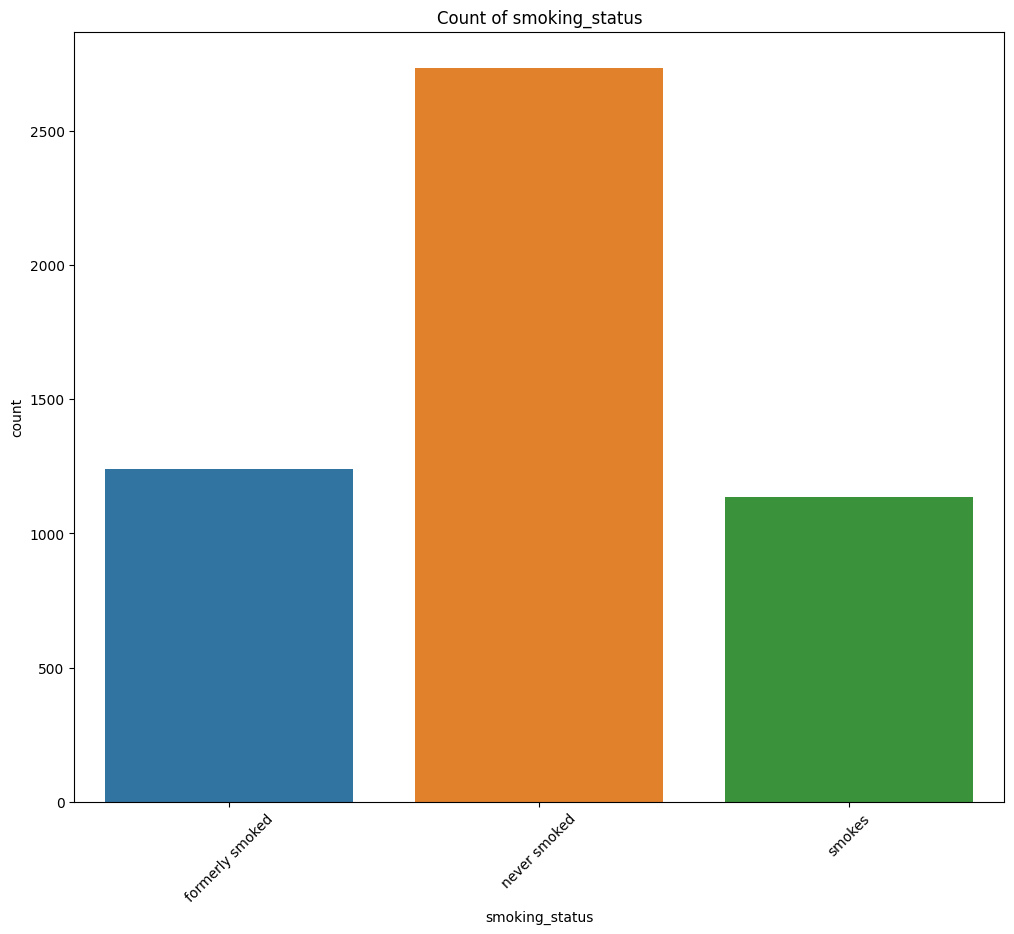 Count of smoking_status
2500
2000
1500
1000
500
0
count
formerly smoked
never smoked
smokes
smoking_status